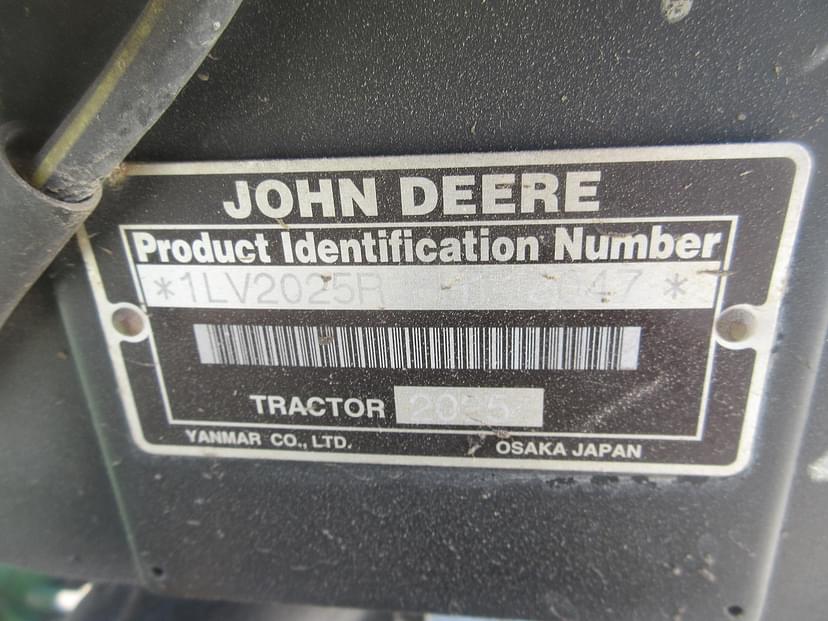 JOHN DEERE
Product Identification Number
*1LV2025R
TRACTOR
YANMAR CO., LTD. OSAKA JAPAN